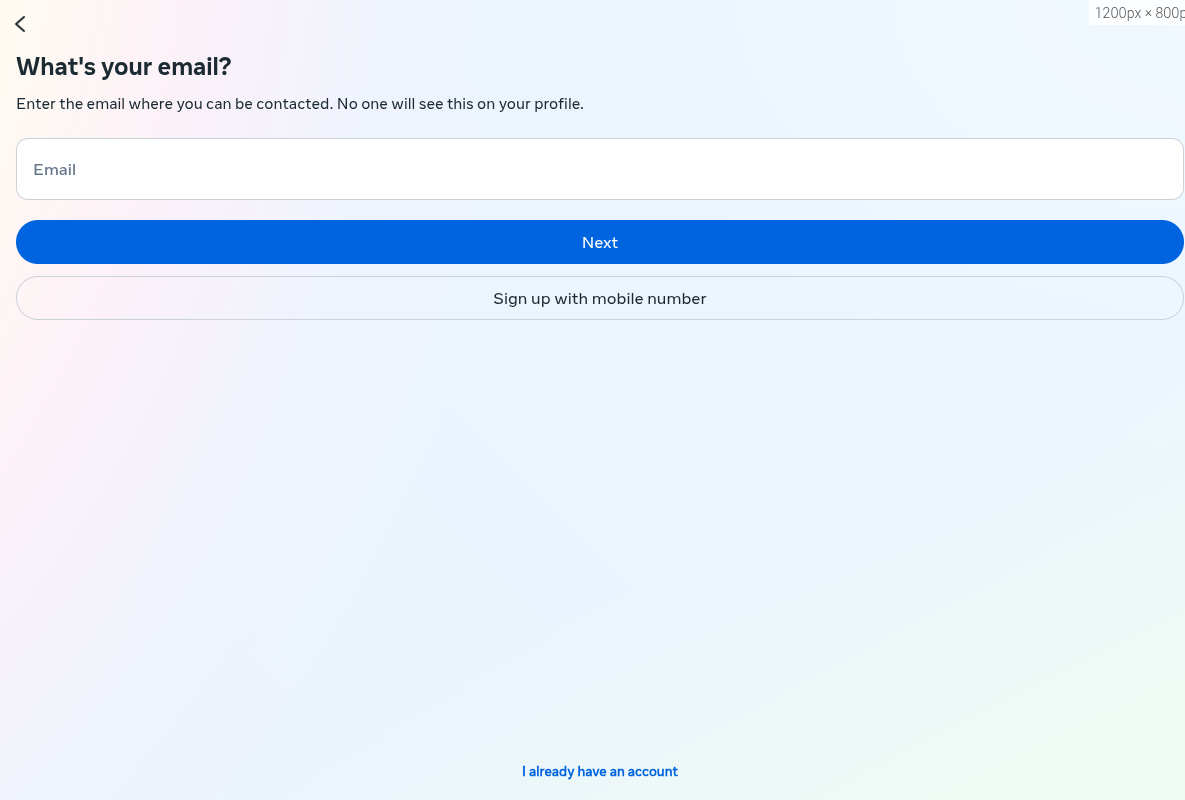 1200px × 800p
What's your email?
Enter the email where you can be contacted. No one will see this on your profile.
Email
Next
Sign up with mobile number
I already have an account